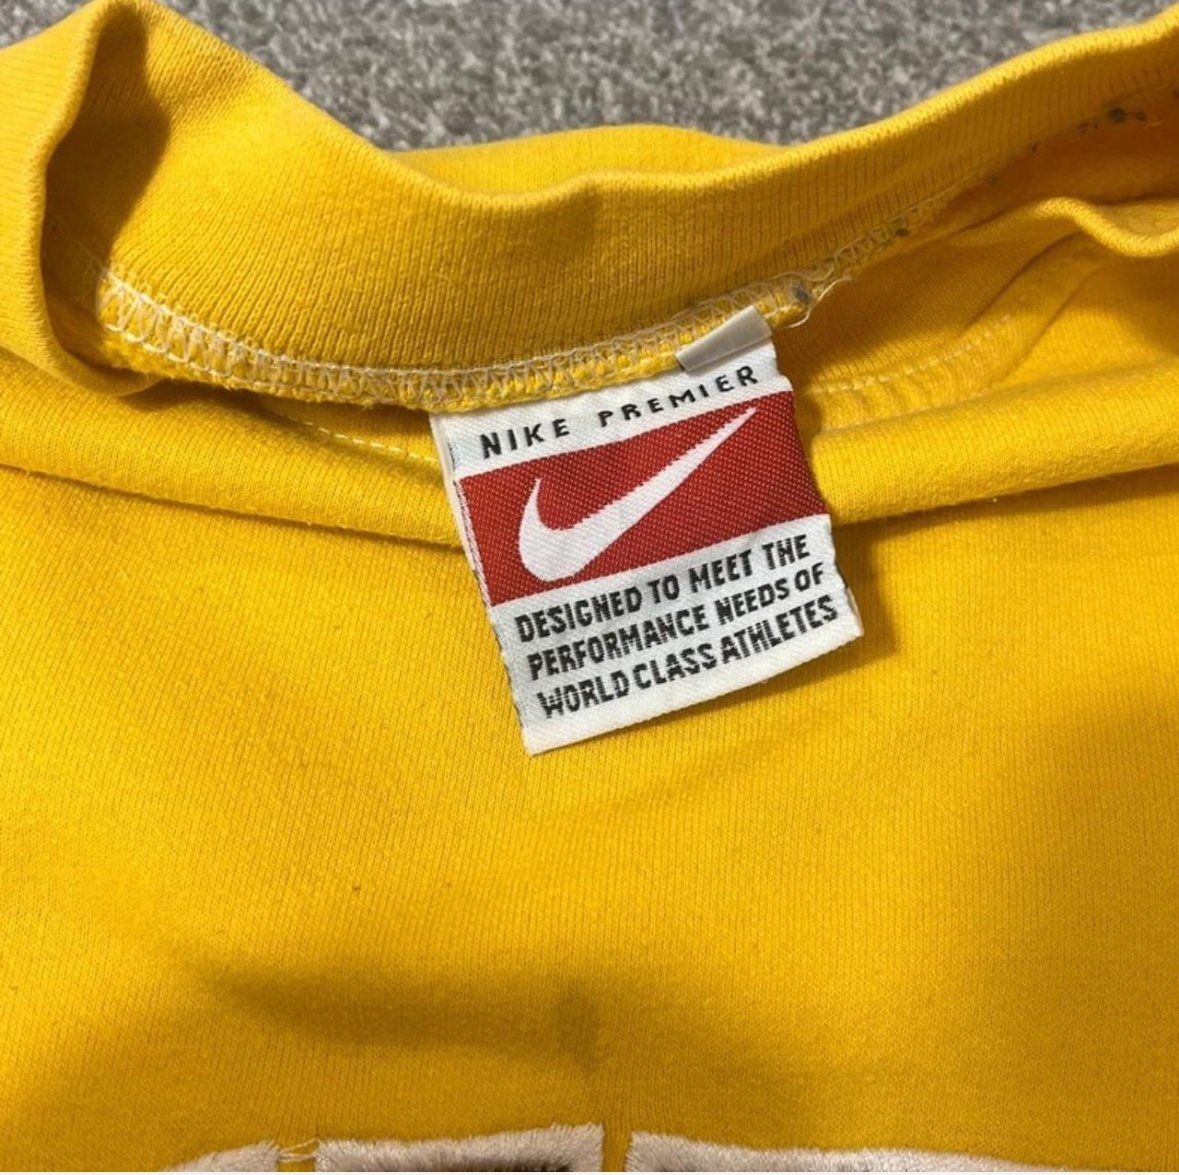 NIKE PREMIER
DESIGNED TO MEET THE
PERFORMANCE NEEDS OF
WORLD CLASS ATHLETES